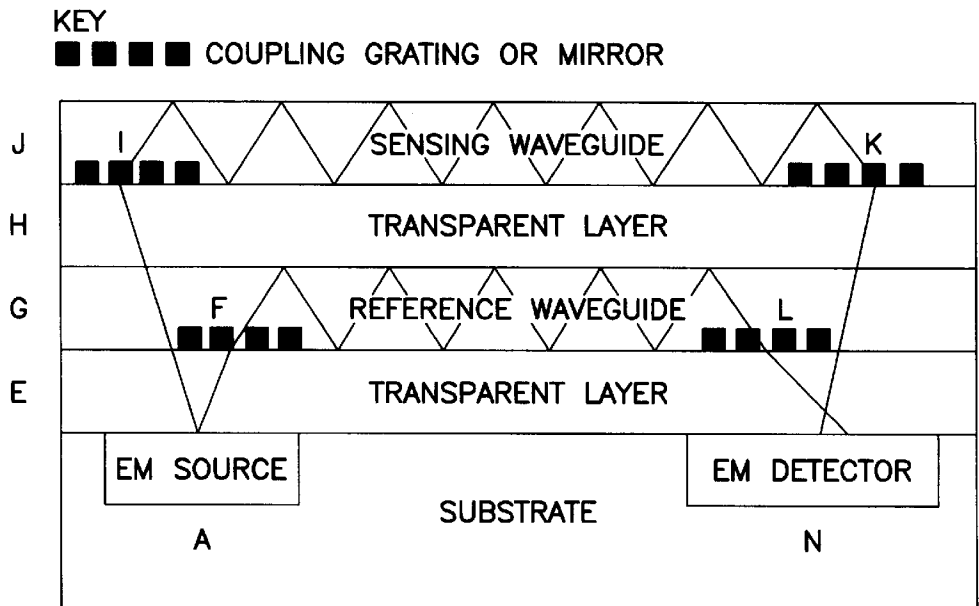 KEY
COUPLING GRATING OR MIRROR
J I SENSING WAVEGUIDE K
H TRANSPARENT LAYER
G F REFERENCE WAVEGUIDE L
E TRANSPARENT LAYER
EM SOURCE EM DETECTOR
SUBSTRATE
A N